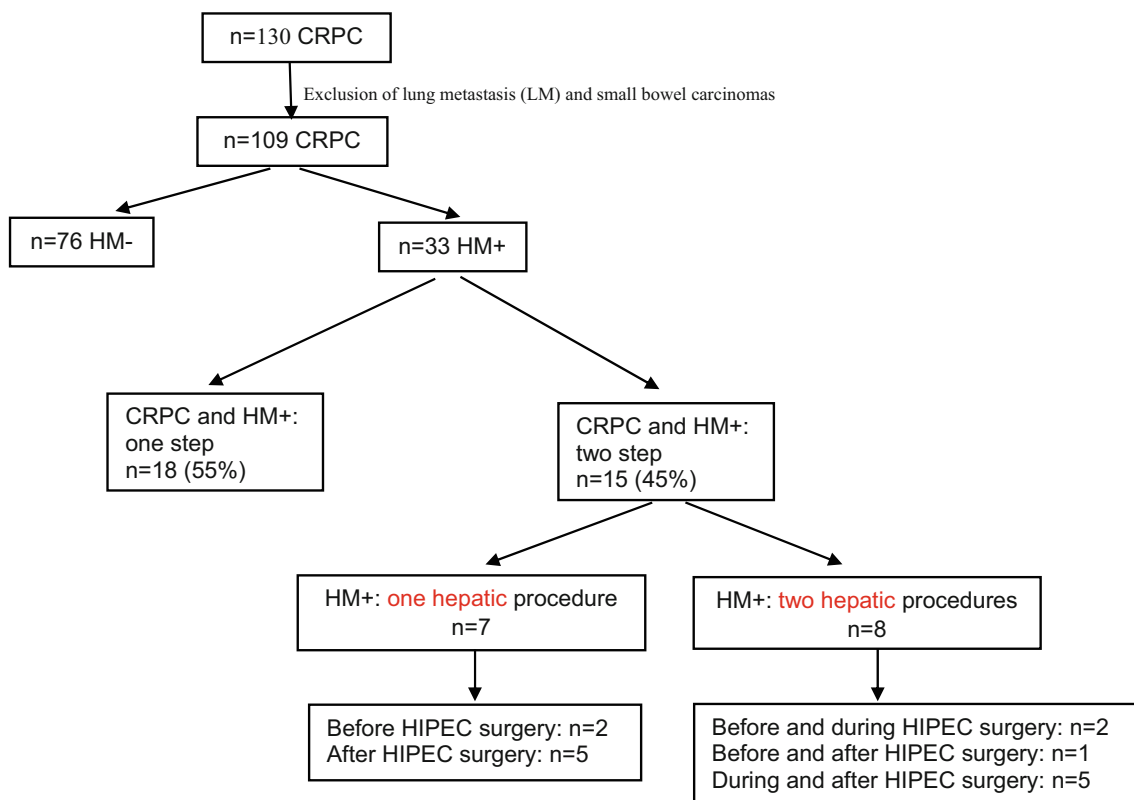 n=130 CRPC
Exclusion of lung metastasis (LM) and small bowel carcinomas
n=109 CRPC
n=76 HM-
n=33 HM+
CRPC and HM+:
one step
n=18 (55%)
CRPC and HM+:
two step
n=15 (45%)
HM+: one hepatic procedure
n=7
HM+: two hepatic procedures
n=8
Before HIPEC surgery: n=2
After HIPEC surgery: n=5
Before and during HIPEC surgery: n=2
Before and after HIPEC surgery: n=1
During and after HIPEC surgery: n=5